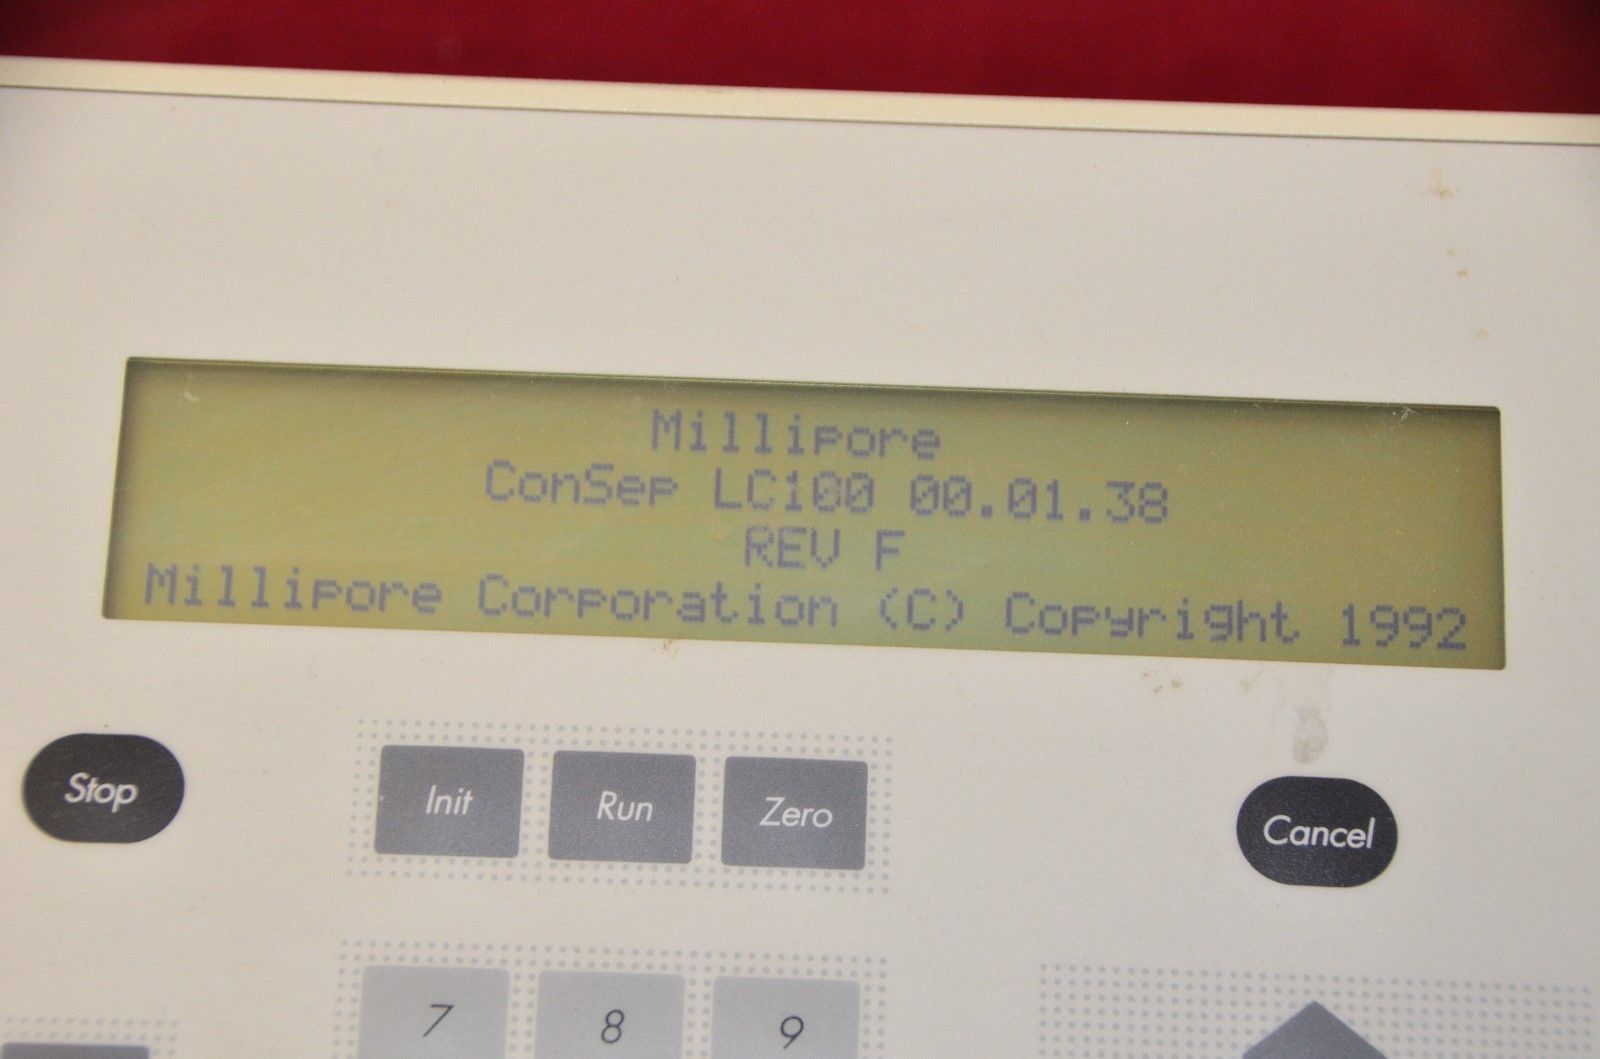 Millipore
ConSep LC100 00.01.38
REV F
Millipore Corporation (C) Copyright 1992
Stop
Init
Run
Zero
Cancel
7
8
9